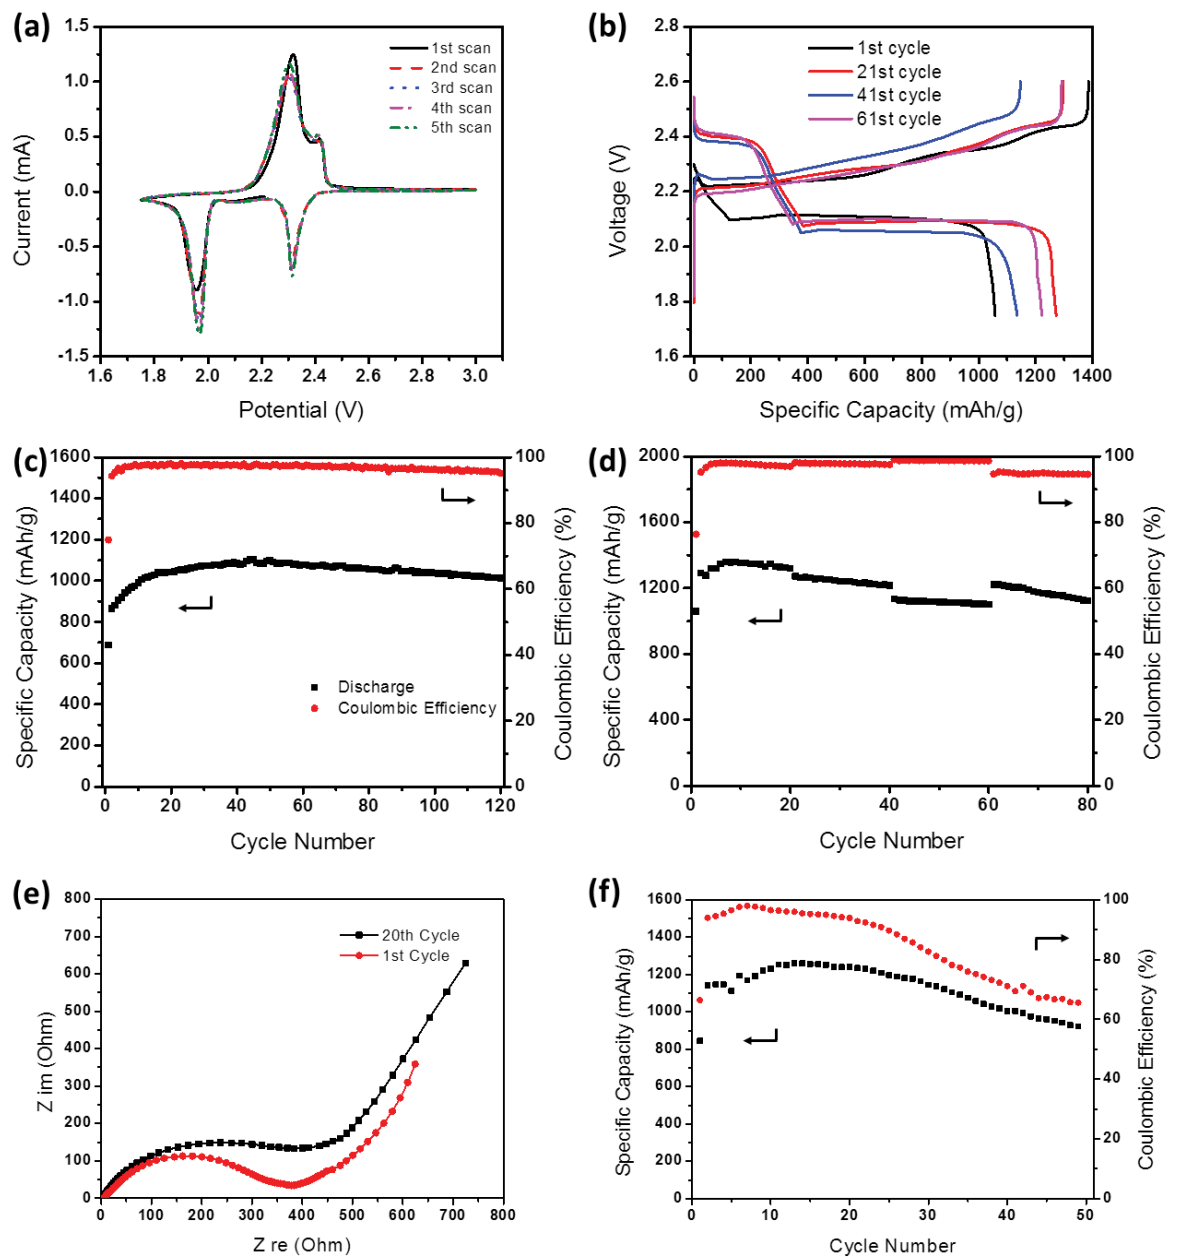 (a)
1st scan
2nd scan
3rd scan
4th scan
5th scan
1.5
1.0
0.5
0.0
-0.5
-1.0
-1.5
1.6
2.0
2.2
2.4
3.0
Current (mA)
Potential (V)
(b)
1st cycle
21st cycle
41st cycle
61st cycle
2.8
2.6
2.4
2.2
2.0
1.8
1.6
0 200 400 600 800 1000 1200 1400
Voltage (V)
Specific Capacity (mAh/g)
(c)
1600
1400
1200
1000
800
600
400
200
0
0 20 40 60 80 100 120
100
80
60
40
20
0
Specific Capacity (mAh/g)
Coulombic Efficiency (%)
Discharge
Coulombic Efficiency
Cycle Number
(d)
2000
1600
1200
1600
1200
1000
400
0
0 20 40 60 80
100
80
60
40
20
0
Specific Capacity (mAh/g)
Coulombic Efficiency (%)
Cycle Number
(e)
800
700
600
500
400
300
200
100
0
0 100 200 300 400 500 600 700 800
20th Cycle
1st Cycle
Z im (Ohm)
Z re (Ohm)
(f)
1600
1400
1200
1000
800
600
400
200
0
0 10 20 30 40 50
100
80
60
40
20
0
Specific Capacity (mAh/g)
Coulombic Efficiency (%)
Cycle Number